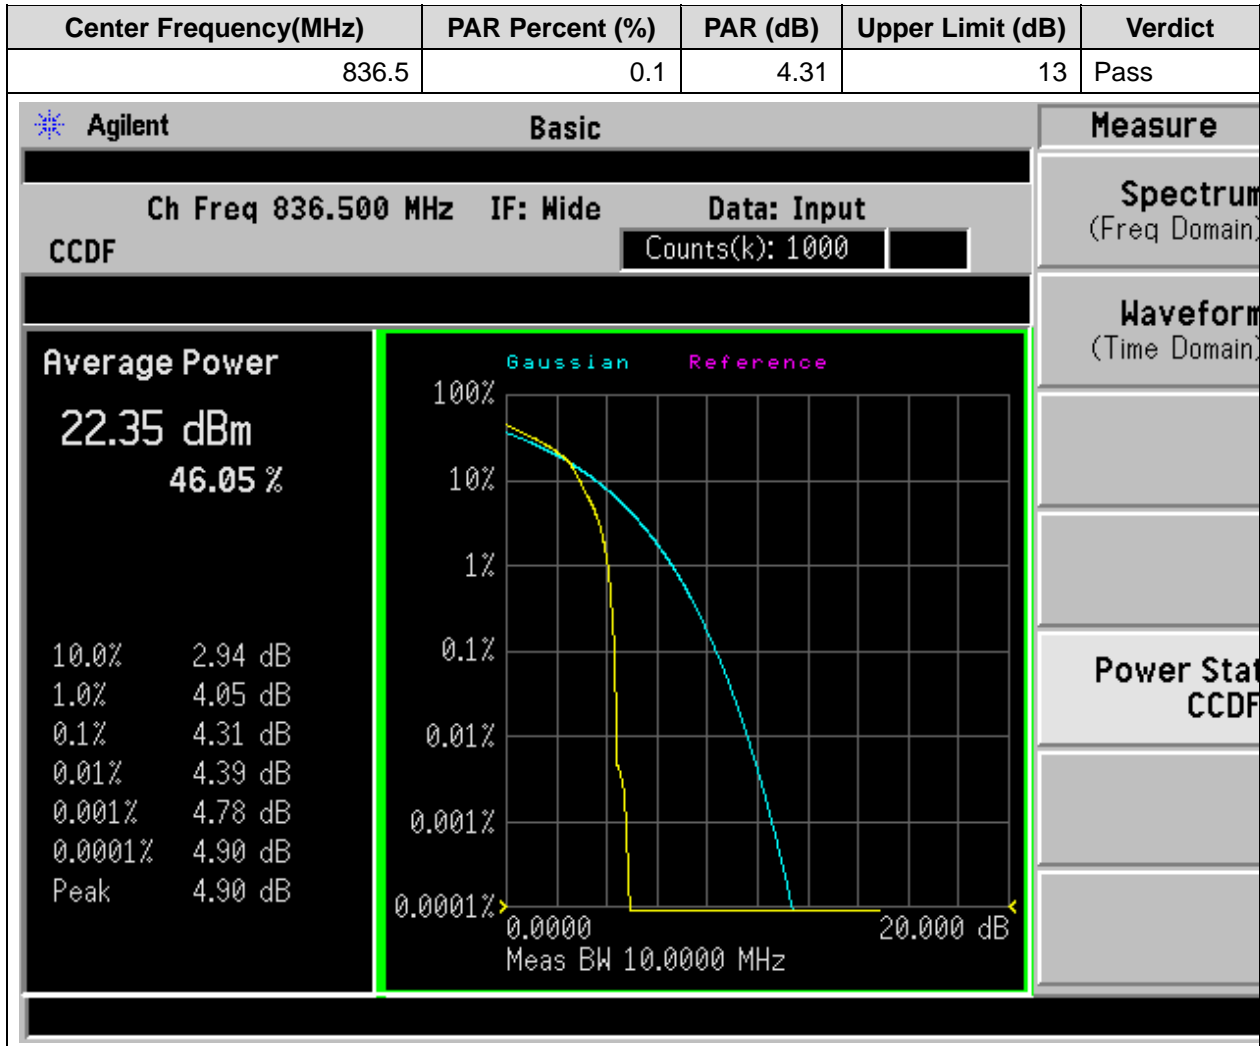 Center Frequency(MHz) PAR Percent (%) PAR (dB) Upper Limit (dB) Verdict
836.5 0.1 4.31 13 Pass
Agilent Basic Measure
Ch Freq 836.500 MHz IF: Wide Data: Input
CCDF Counts(k): 1000
Average Power
22.35 dBm
46.05 %
10.0% 2.94 dB
1.0% 4.05 dB
0.1% 4.31 dB
0.01% 4.39 dB
0.001% 4.78 dB
0.0001% 4.90 dB
Peak 4.90 dB
Gaussian Reference
100%
10%
1%
0.1%
0.01%
0.001%
0.0001%
0.0000 20.000 dB
Meas BW 10.0000 MHz
Spectrum
(Freq Domain)
Waveform
(Time Domain)
Power Stat
CCDF